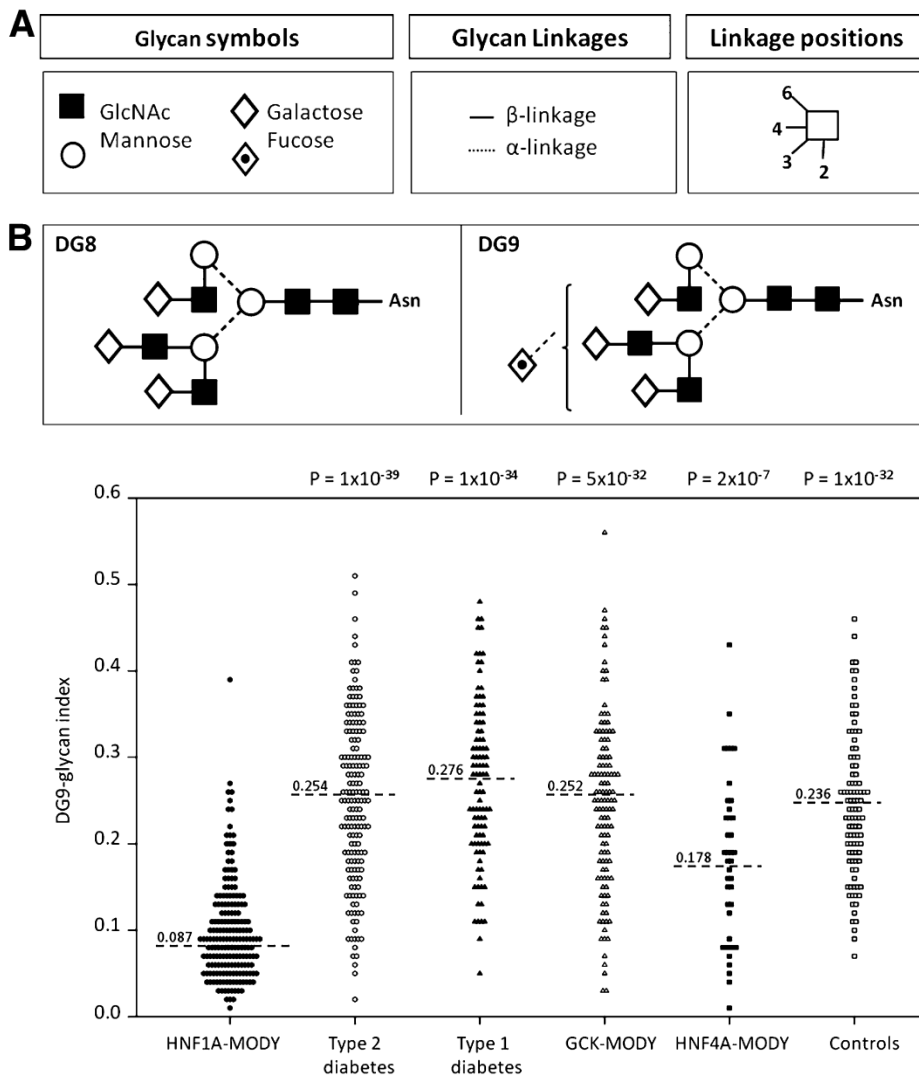 A
Glycan symbols
Glycan Linkages
Linkage positions
GlcNAc
Galactose
Mannose
Fucose
— β-linkage
α-linkage
6
4
3
2
B
DG8
DG9
Asn
Asn
P = 1x10⁻³⁹
P = 1x10⁻³⁴
P = 5x10⁻³²
P = 2x10⁻⁷
P = 1x10⁻³²
DG9-glycan index
0.6
0.5
0.4
0.3
0.2
0.1
0.0
0.087
0.254
0.276
0.252
0.178
0.236
HNF1A-MODY
Type 2
diabetes
Type 1
diabetes
GCK-MODY
HNF4A-MODY
Controls